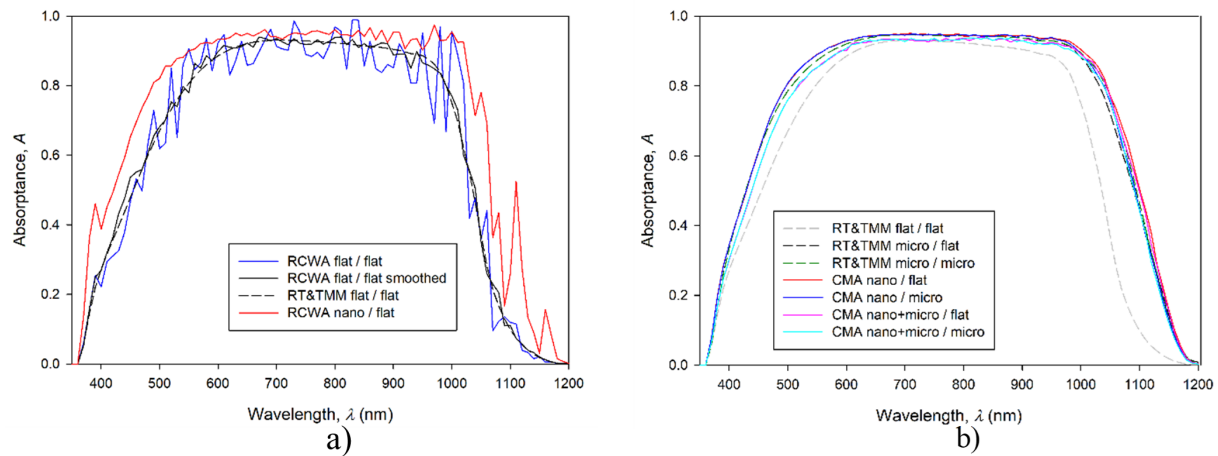 1.0
0.8
0.6
0.4
0.2
0.0
Absorptance, A
RCWA flat / flat
RCWA flat / flat smoothed
RT&TMM flat / flat
RCWA nano / flat
400 500 600 700 800 900 1000 1100 1200
Wavelength, λ (nm)
a)
1.0
0.8
0.6
0.4
0.2
0.0
Absorptance, A
RT&TMM flat / flat
RT&TMM micro / flat
RT&TMM micro / micro
CMA nano / flat
CMA nano / micro
CMA nano+micro / flat
CMA nano+micro / micro
400 500 600 700 800 900 1000 1100 1200
Wavelength, λ (nm)
b)